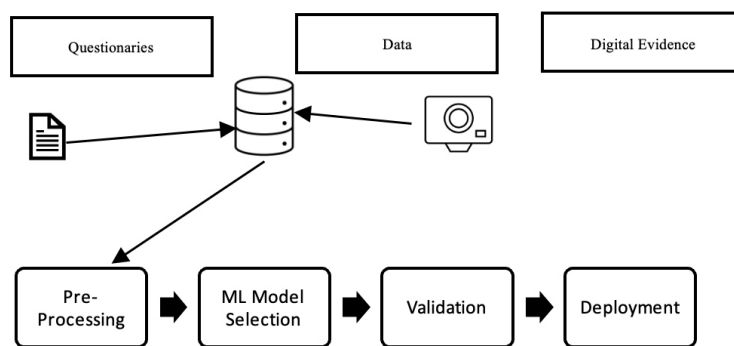 Questionaries
Data
Digital Evidence
Pre-
Processing
ML Model
Selection
Validation
Deployment